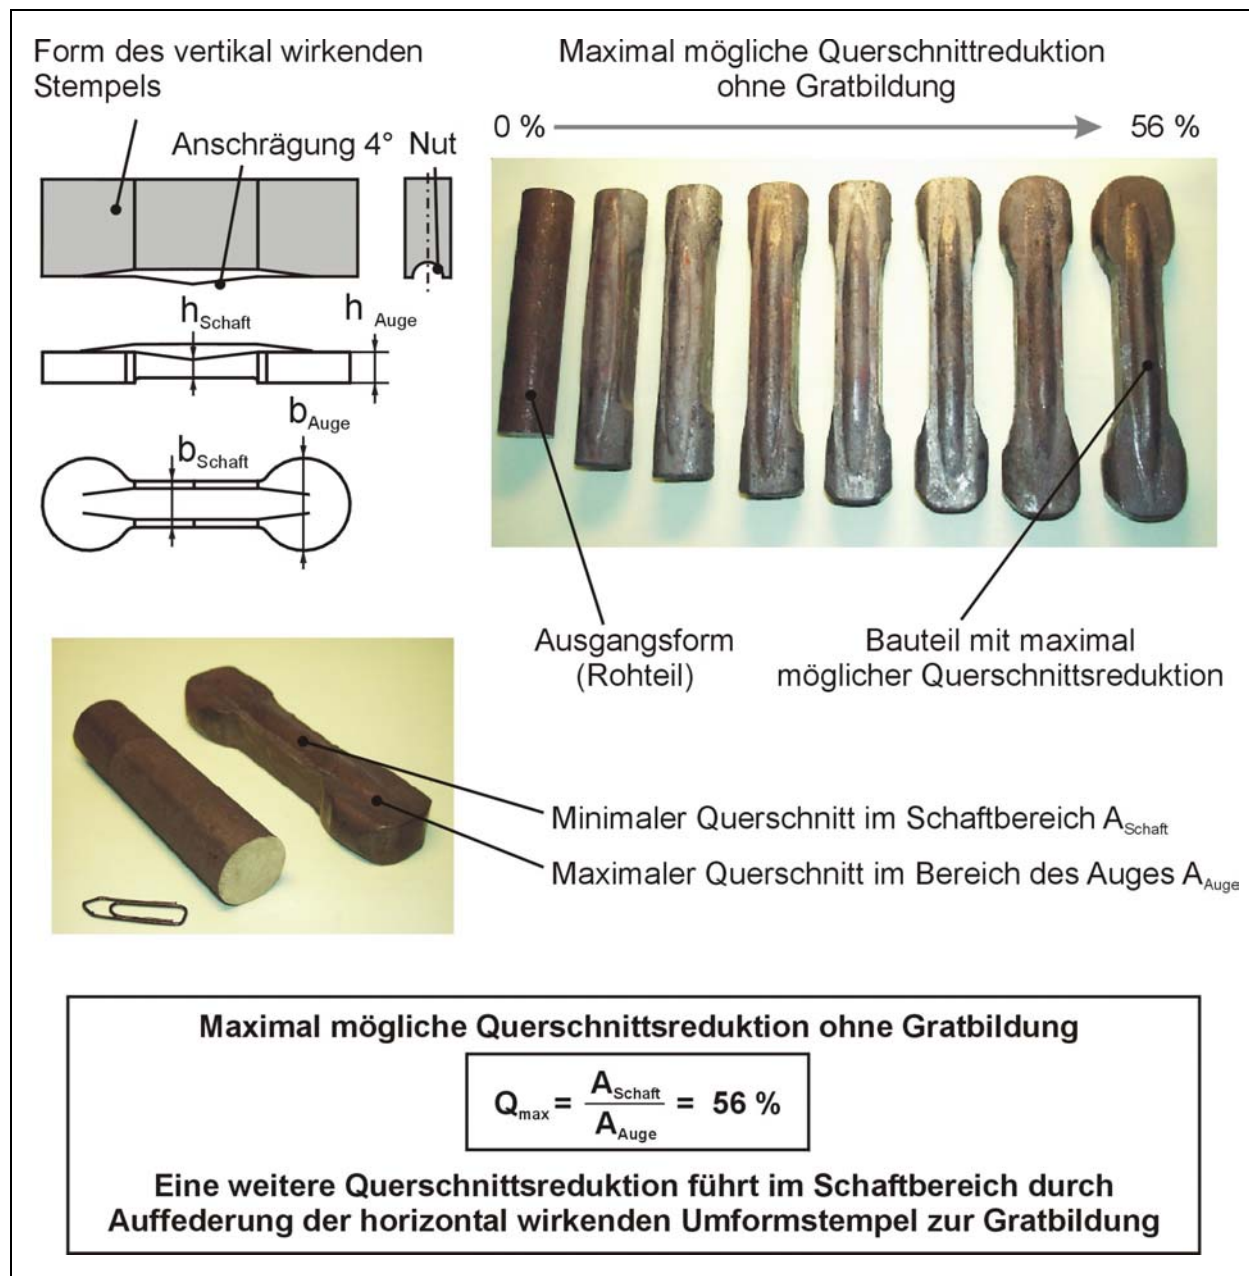 Form des vertikal wirkenden
Stempels
Anschrägung 4°
Nut
h Schaft
h Auge
b Auge
b Schaft
Maximal mögliche Querschnittreduktion
ohne Gratbildung
0 %
56 %
Ausgangsform
(Rohteil)
Bauteil mit maximal
möglicher Querschnittsreduktion
Minimaler Querschnitt im Schaftbereich A Schaft
Maximaler Querschnitt im Bereich des Auges A Auge
Maximal mögliche Querschnittsreduktion ohne Gratbildung
Q max = A Schaft / A Auge = 56 %
Eine weitere Querschnittsreduktion führt im Schaftbereich durch
Auffederung der horizontal wirkenden Umformstempel zur Gratbildung